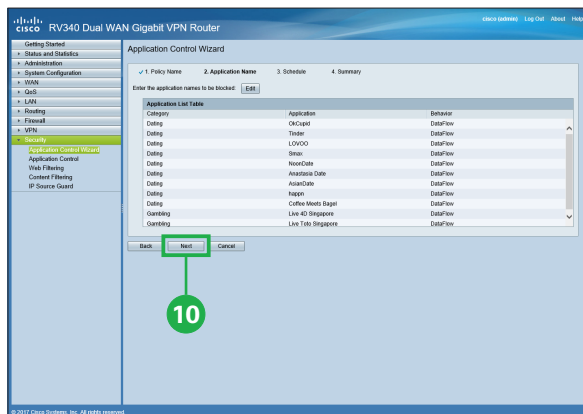 cisco RV340 Dual WAN Gigabit VPN Router
cisco (admin) Log Out About Help
Getting Started
Status and Statistics
Administration
System Configuration
WAN
QoS
LAN
Routing
Firewall
VPN
Security
Application Control Wizard
Application Control
Web Filtering
Content Filtering
IP Source Guard
Application Control Wizard
1. Policy Name 2. Application Name 3. Schedule 4. Summary
Enter the application names to be blocked. Edit
Application List Table
Category Application Behavior
Dating OkCupid DataFlow
Dating Tinder DataFlow
Dating LOVOO DataFlow
Dating Smax DataFlow
Dating NoonDate DataFlow
Dating Anastasia Date DataFlow
Dating AsianDate DataFlow
Dating happn DataFlow
Dating Coffee Meets Bagel DataFlow
Gambling Live 4D Singapore DataFlow
Gambling Live Toto Singapore DataFlow
Back Next Cancel
10
© 2017 Cisco Systems, Inc. All rights reserved